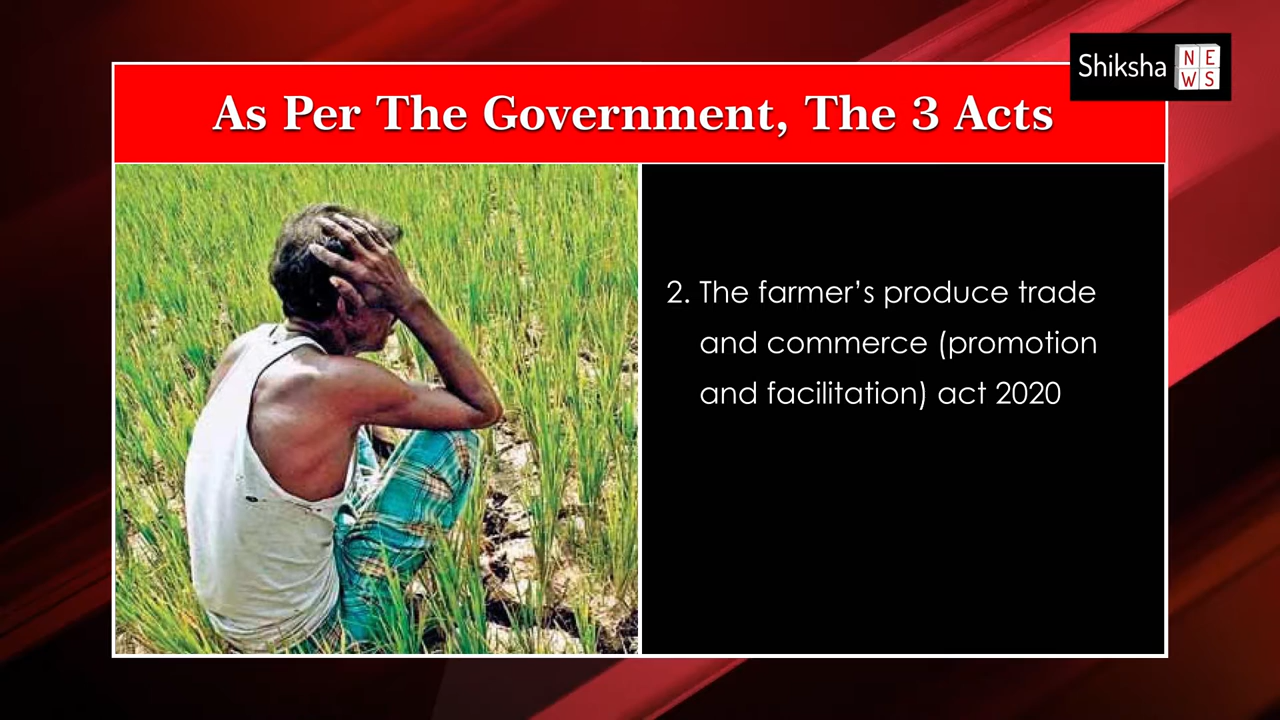 Shiksha NEWS
As Per The Government, The 3 Acts
2. The farmer’s produce trade
and commerce (promotion
and facilitation) act 2020